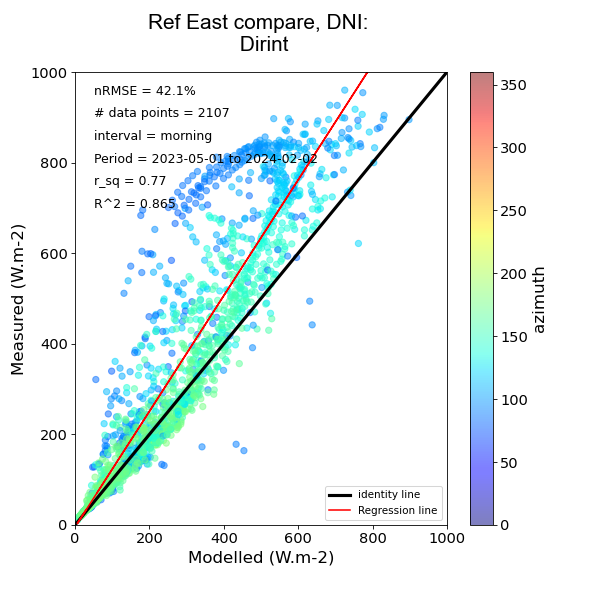 Ref East compare, DNI:
Dirint
nRMSE = 42.1%
# data points = 2107
interval = morning
Period = 2023-05-01 to 2024-02-02
r_sq = 0.77
R^2 = 0.865
1000
800
600
400
200
0
Measured (W.m-2)
0 200 400 600 800 1000
Modelled (W.m-2)
identity line
Regression line
350
300
250
200
150
100
50
0
azimuth